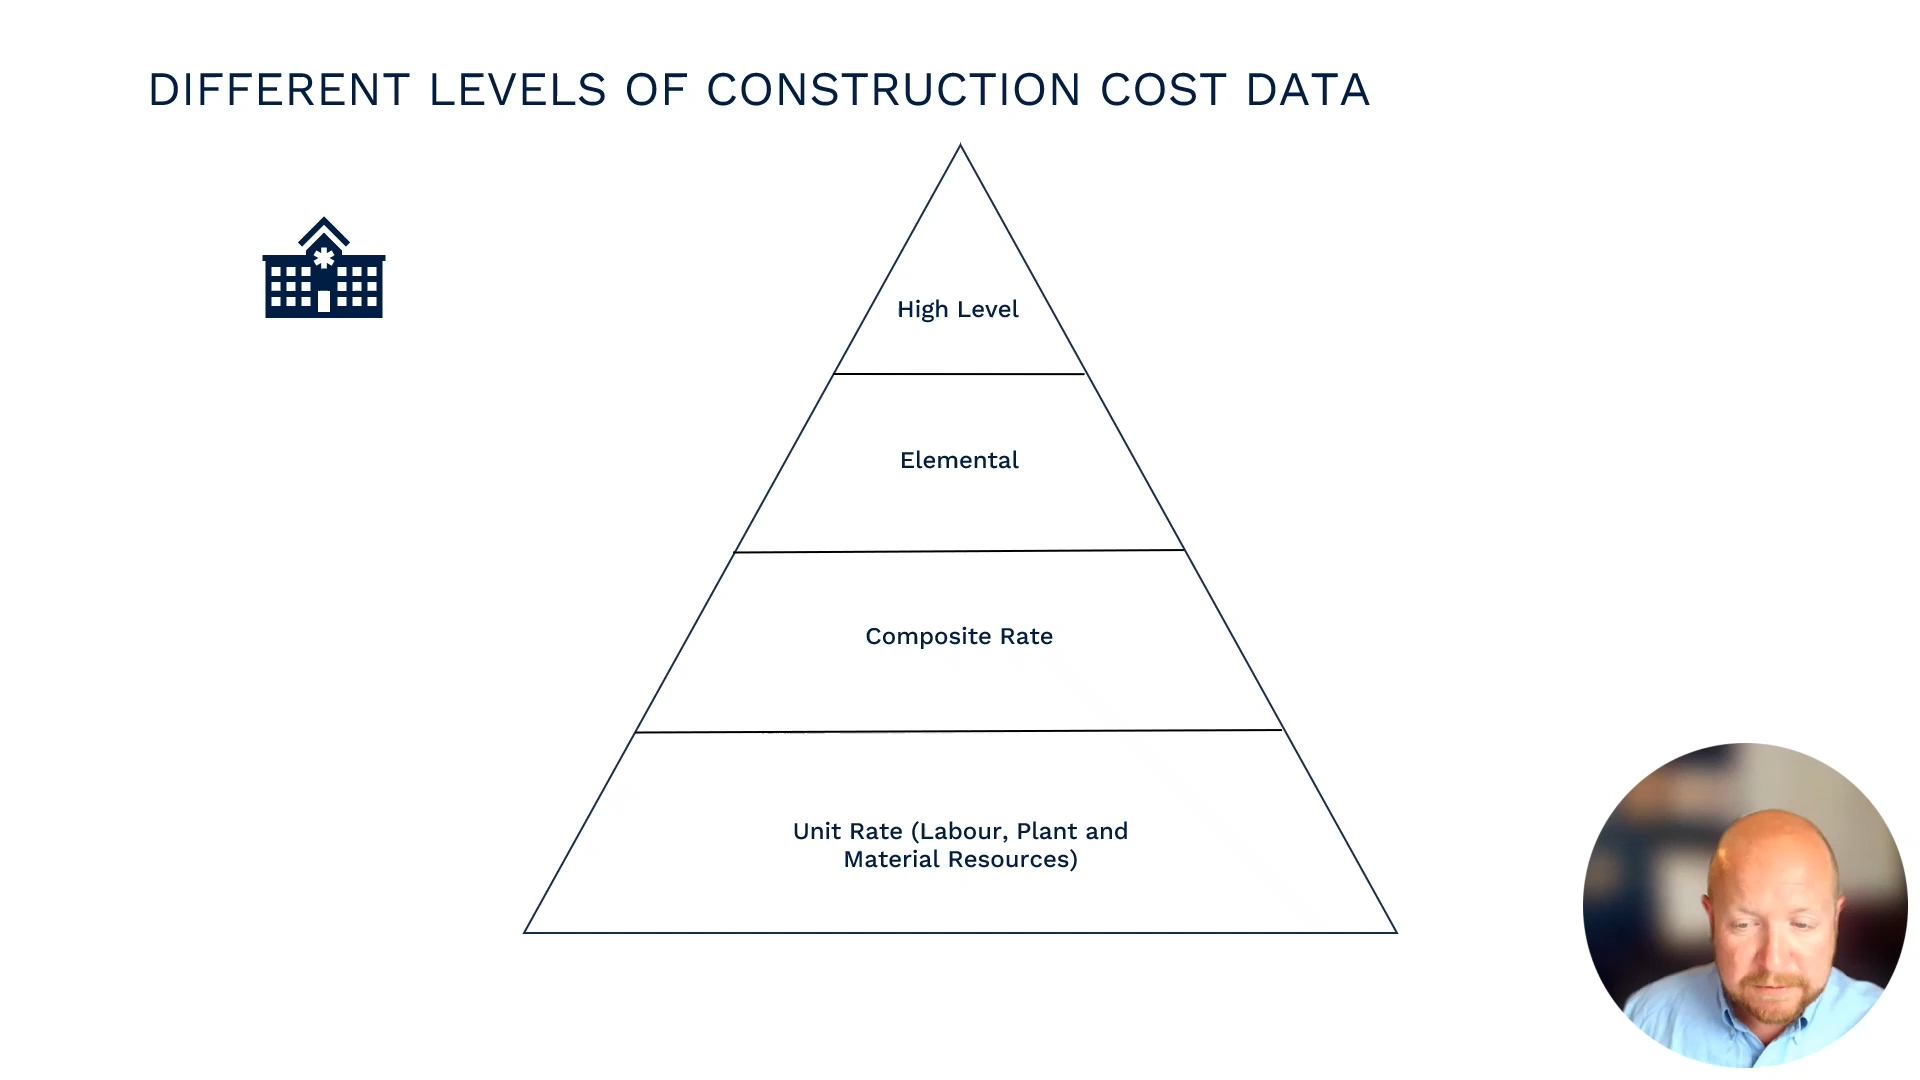 DIFFERENT LEVELS OF CONSTRUCTION COST DATA
High Level
Elemental
Composite Rate
Unit Rate (Labour, Plant and
Material Resources)